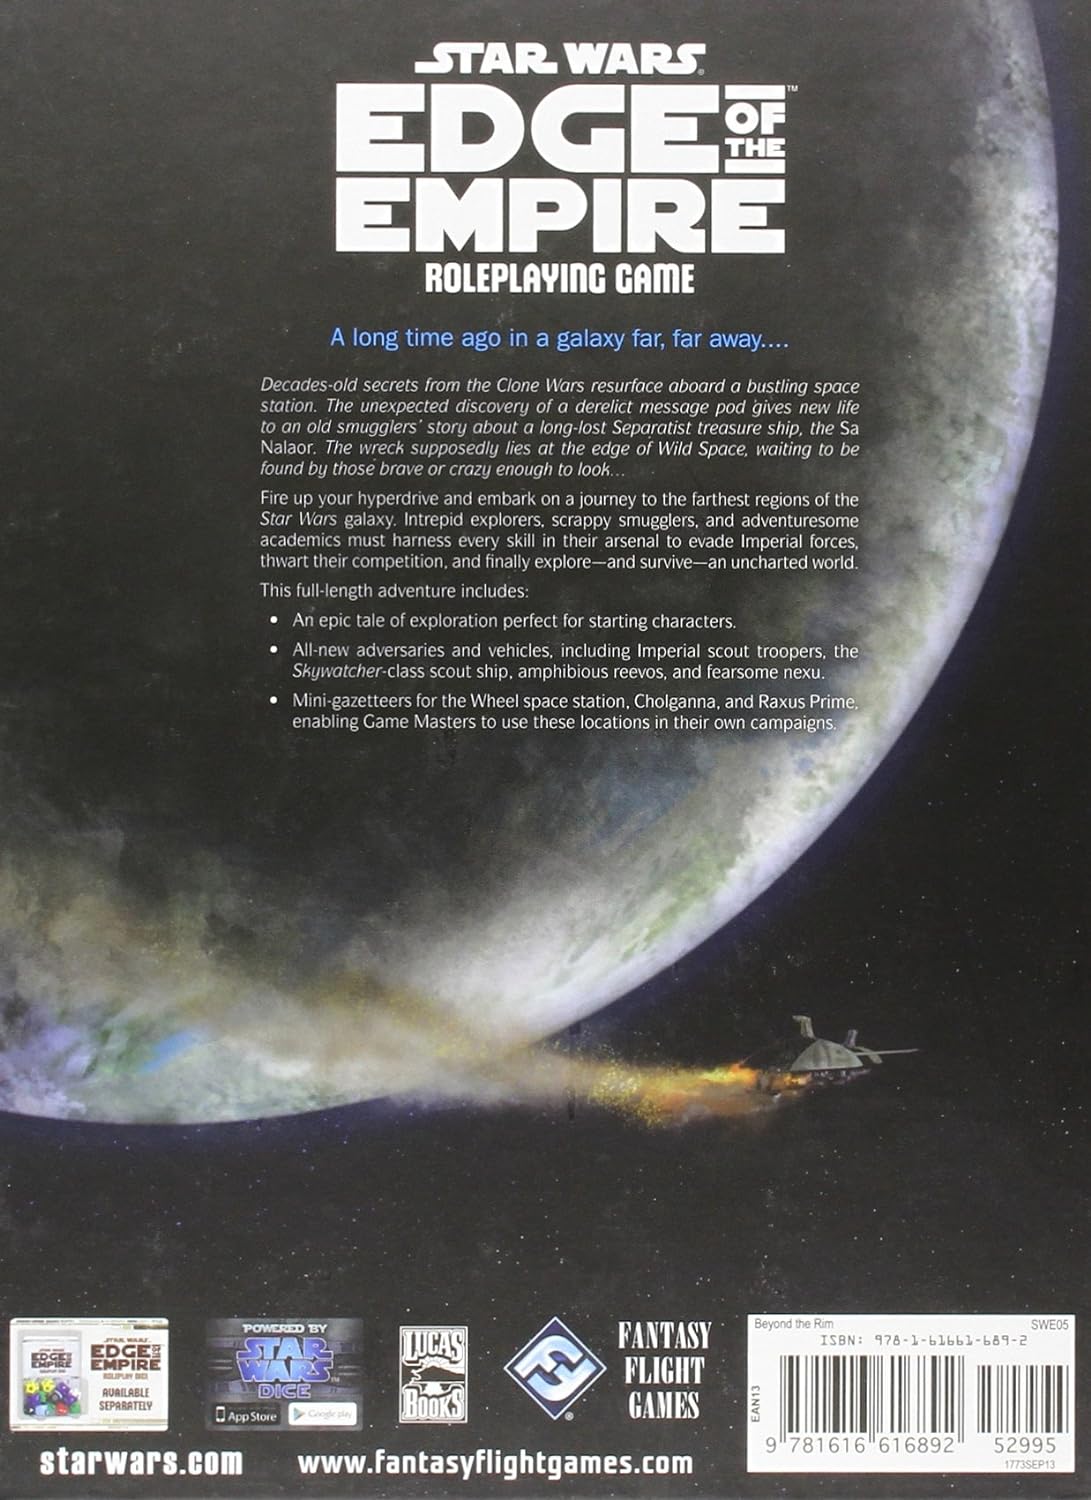 STAR WARS®
EDGE OF THE™
EMPIRE
ROLEPLAYING GAME
A long time ago in a galaxy far, far away....
Decades-old secrets from the Clone Wars resurface aboard a bustling space
station. The unexpected discovery of a derelict message pod gives new life
to an old smugglers' story about a long-lost Separatist treasure ship, the Sa
Nalaor. The wreck supposedly lies at the edge of Wild Space, waiting to be
found by those brave or crazy enough to look...
Fire up your hyperdrive and embark on a journey to the farthest regions of the
Star Wars galaxy. Intrepid explorers, scrappy smugglers, and adventuresome
academics must harness every skill in their arsenal to evade Imperial forces,
thwart their competition, and finally explore—and survive—an uncharted world.
This full-length adventure includes:
• An epic tale of exploration perfect for starting characters.
• All-new adversaries and vehicles, including Imperial scout troopers, the
Skywatcher-class scout ship, amphibious reevos, and fearsome nexu.
• Mini-gazetteers for the Wheel space station, Cholganna, and Raxus Prime,
enabling Game Masters to use these locations in their own campaigns.
STAR WARS
EDGE OF THE
EMPIRE
STAR WARS
EDGE OF THE
EMPIRE
ROLEPLAY DICE
AVAILABLE
SEPARATELY
POWERED BY
STAR
WARS™
DICE
App Store
Google play
LUCAS
BOOKS
®
FANTASY
FLIGHT
GAMES
Beyond the Rim SWE05
ISBN: 978-1-61661-689-2
EAN13
9 781616 616892 52995
1773SEP13
starwars.com
www.fantasyflightgames.com